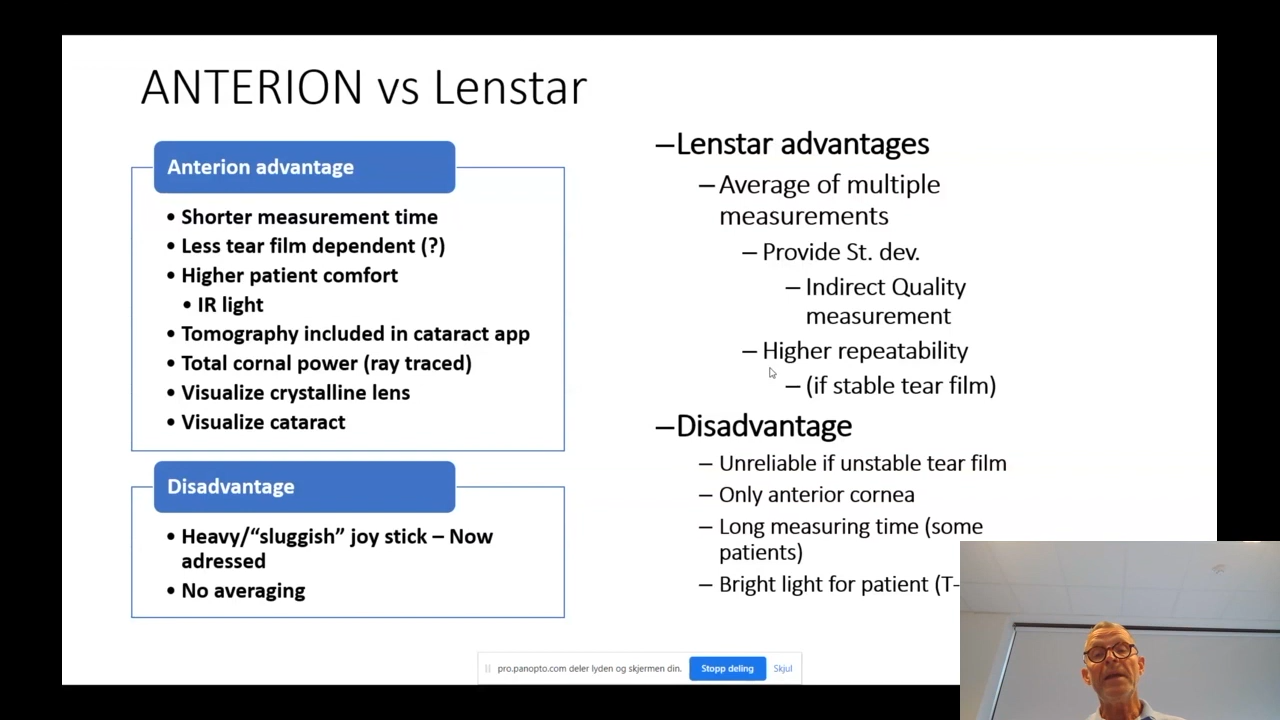 ANTERION vs Lenstar
Anterion advantage
• Shorter measurement time
• Less tear film dependent (?)
• Higher patient comfort
• IR light
• Tomography included in cataract app
• Total cornal power (ray traced)
• Visualize crystalline lens
• Visualize cataract
Disadvantage
• Heavy/“sluggish” joy stick – Now
adressed
• No averaging
–Lenstar advantages
– Average of multiple
measurements
– Provide St. dev.
– Indirect Quality
measurement
– Higher repeatability
– (if stable tear film)
–Disadvantage
– Unreliable if unstable tear film
– Only anterior cornea
– Long measuring time (some
patients)
– Bright light for patient (T-
pro.panopto.com deler lyden og skjermen din.
Stopp deling
Skjul